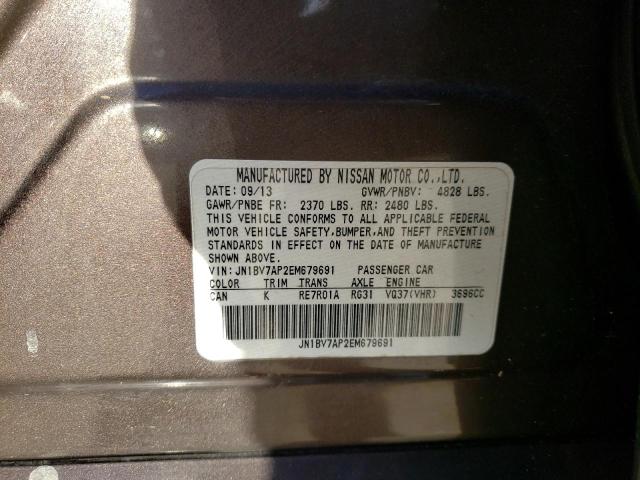 MANUFACTURED BY NISSAN MOTOR CO.,LTD.
DATE: 09/13 GVWR/PNBV: 4828 LBS.
GAWR/PNBE FR: 2370 LBS. RR: 2480 LBS.
THIS VEHICLE CONFORMS TO ALL APPLICABLE FEDERAL
MOTOR VEHICLE SAFETY,BUMPER,AND THEFT PREVENTION
STANDARDS IN EFFECT ON THE DATE OF MANUFACTURE
SHOWN ABOVE.
VIN: JN1BV7AP2EM679691 PASSENGER CAR
COLOR TRIM TRANS AXLE ENGINE
CAN K RE7R01A RG31 VQ37(VHR) 3696CC
JN1BV7AP2EM679691